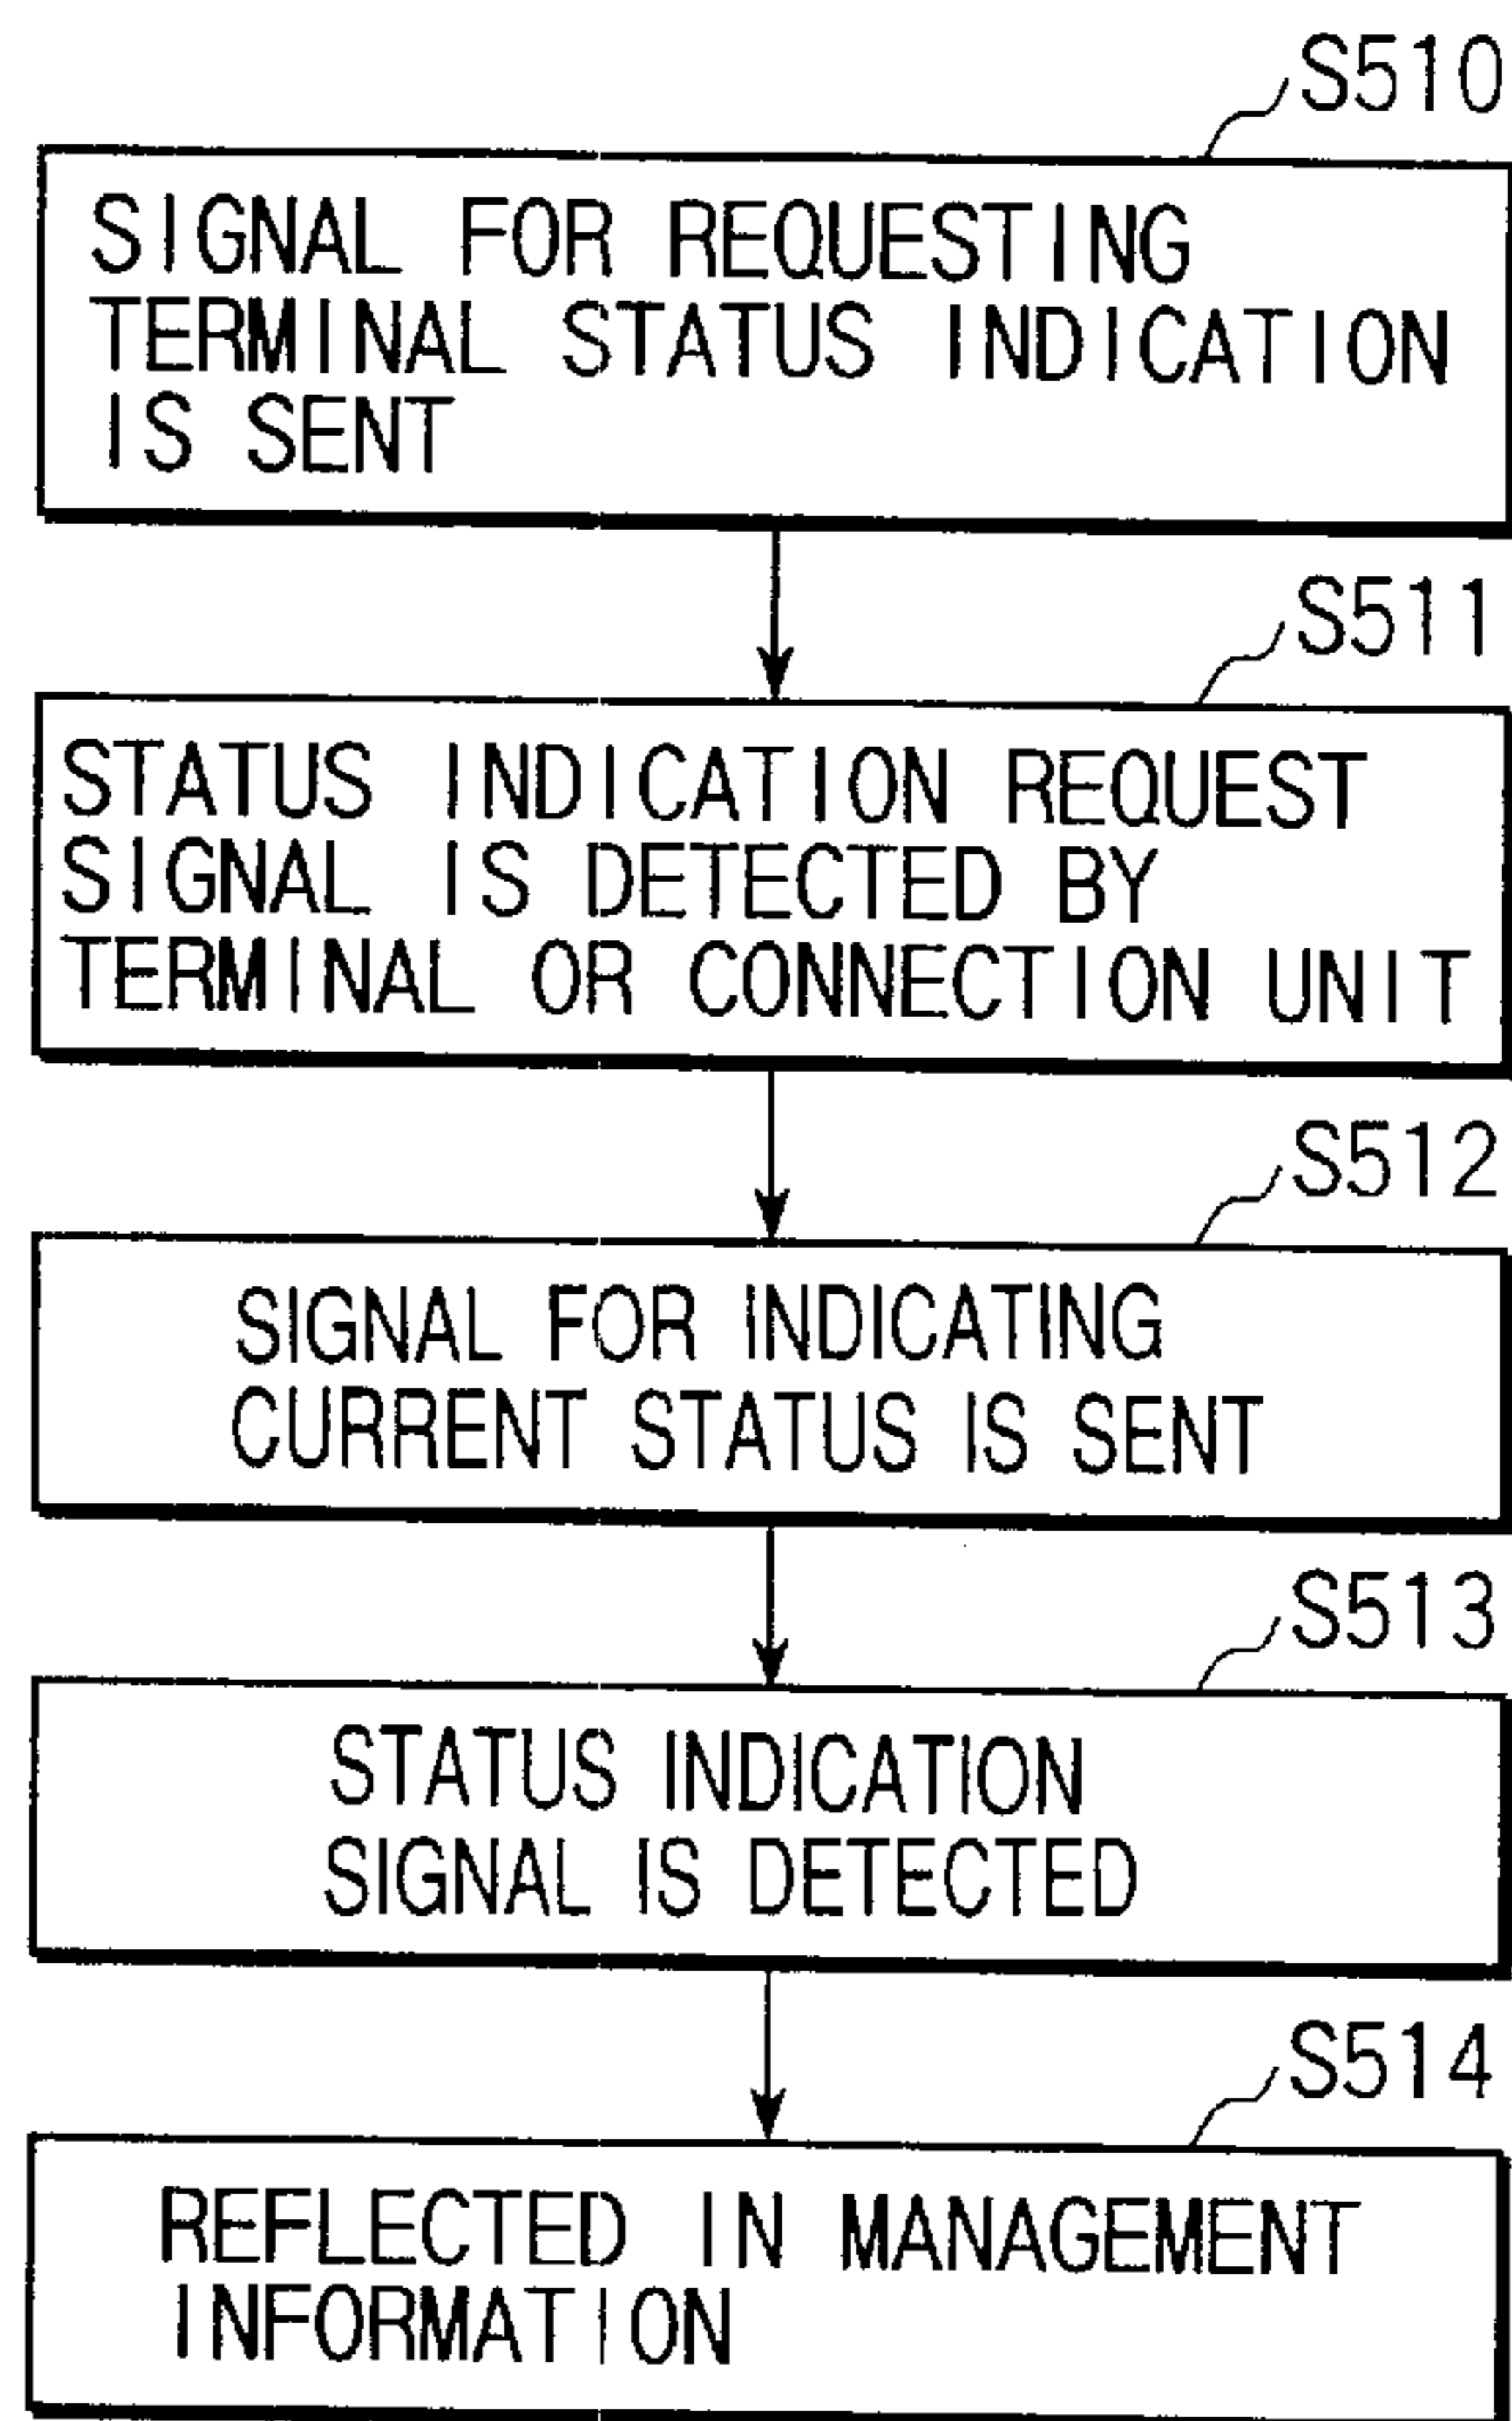 S510
SIGNAL FOR REQUESTING
TERMINAL STATUS INDICATION
IS SENT
S511
STATUS INDICATION REQUEST
SIGNAL IS DETECTED BY
TERMINAL OR CONNECTION UNIT
S512
SIGNAL FOR INDICATING
CURRENT STATUS IS SENT
S513
STATUS INDICATION
SIGNAL IS DETECTED
S514
REFLECTED IN MANAGEMENT
INFORMATION